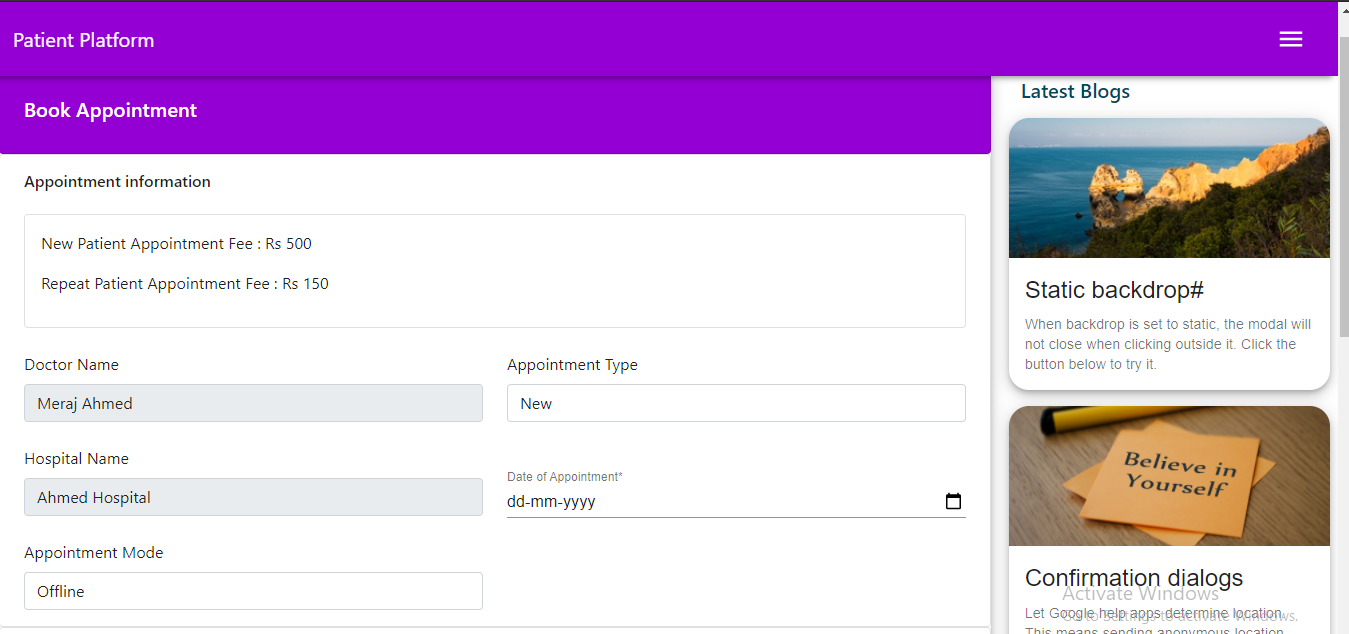 Patient Platform
Book Appointment
Appointment information
New Patient Appointment Fee : Rs 500
Repeat Patient Appointment Fee : Rs 150
Doctor Name
Meraj Ahmed
Appointment Type
New
Hospital Name
Ahmed Hospital
Date of Appointment*
dd-mm-yyyy
Appointment Mode
Offline
Latest Blogs
Static backdrop#
When backdrop is set to static, the modal will
not close when clicking outside it. Click the
button below to try it.
Believe in
Yourself
Confirmation dialogs
Activate Windows
Let Google help apps determine location.
Go to Settings to activate Windows.
This means sending anonymous location